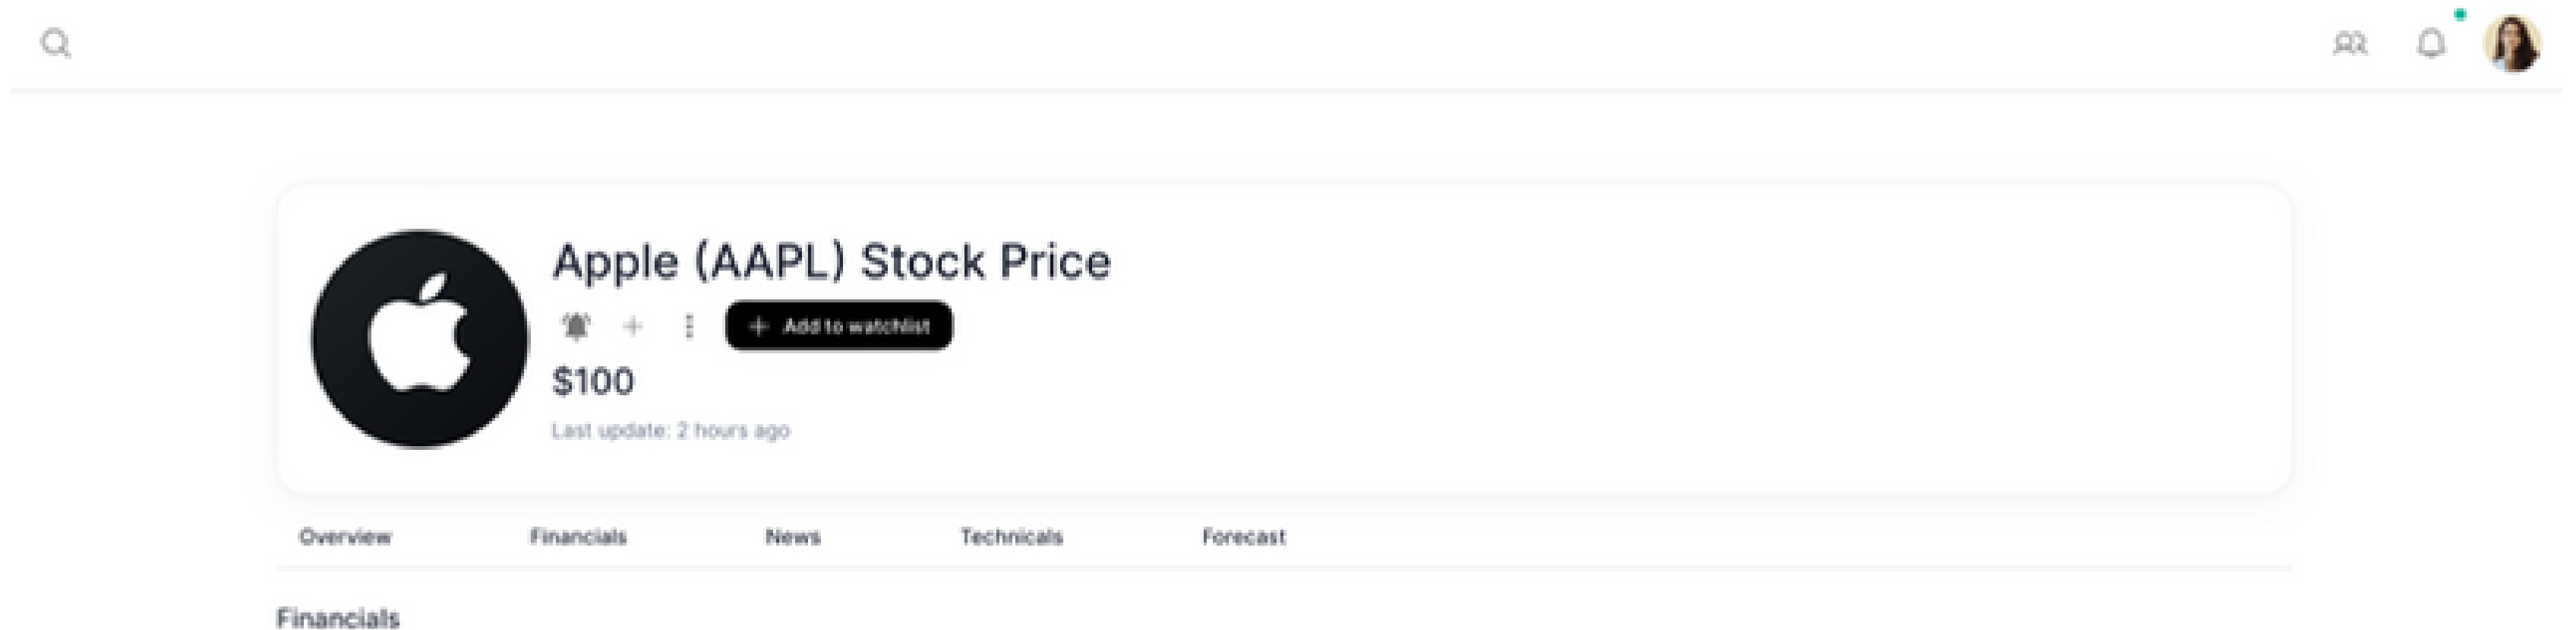 Apple (AAPL) Stock Price
+ Add to watchlist
$100
Last update: 2 hours ago
Overview Financials News Technicals Forecast
Financials